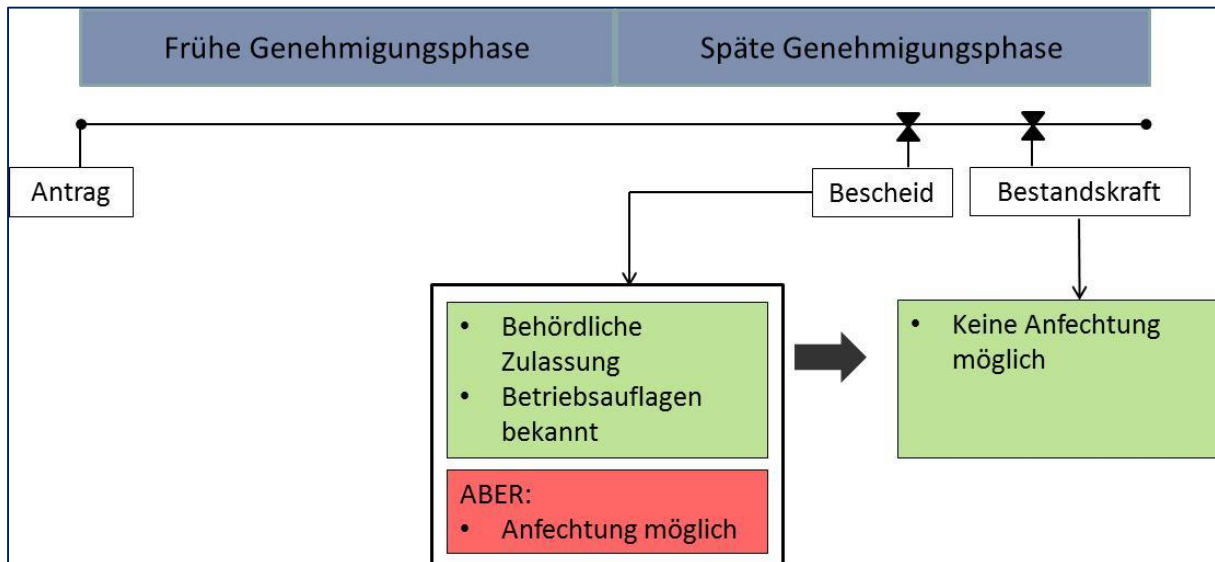 Frühe Genehmigungsphase
Späte Genehmigungsphase
Antrag
Bescheid
Bestandskraft
• Behördliche
Zulassung
• Betriebsauflagen
bekannt
ABER:
• Anfechtung möglich
• Keine Anfechtung
möglich